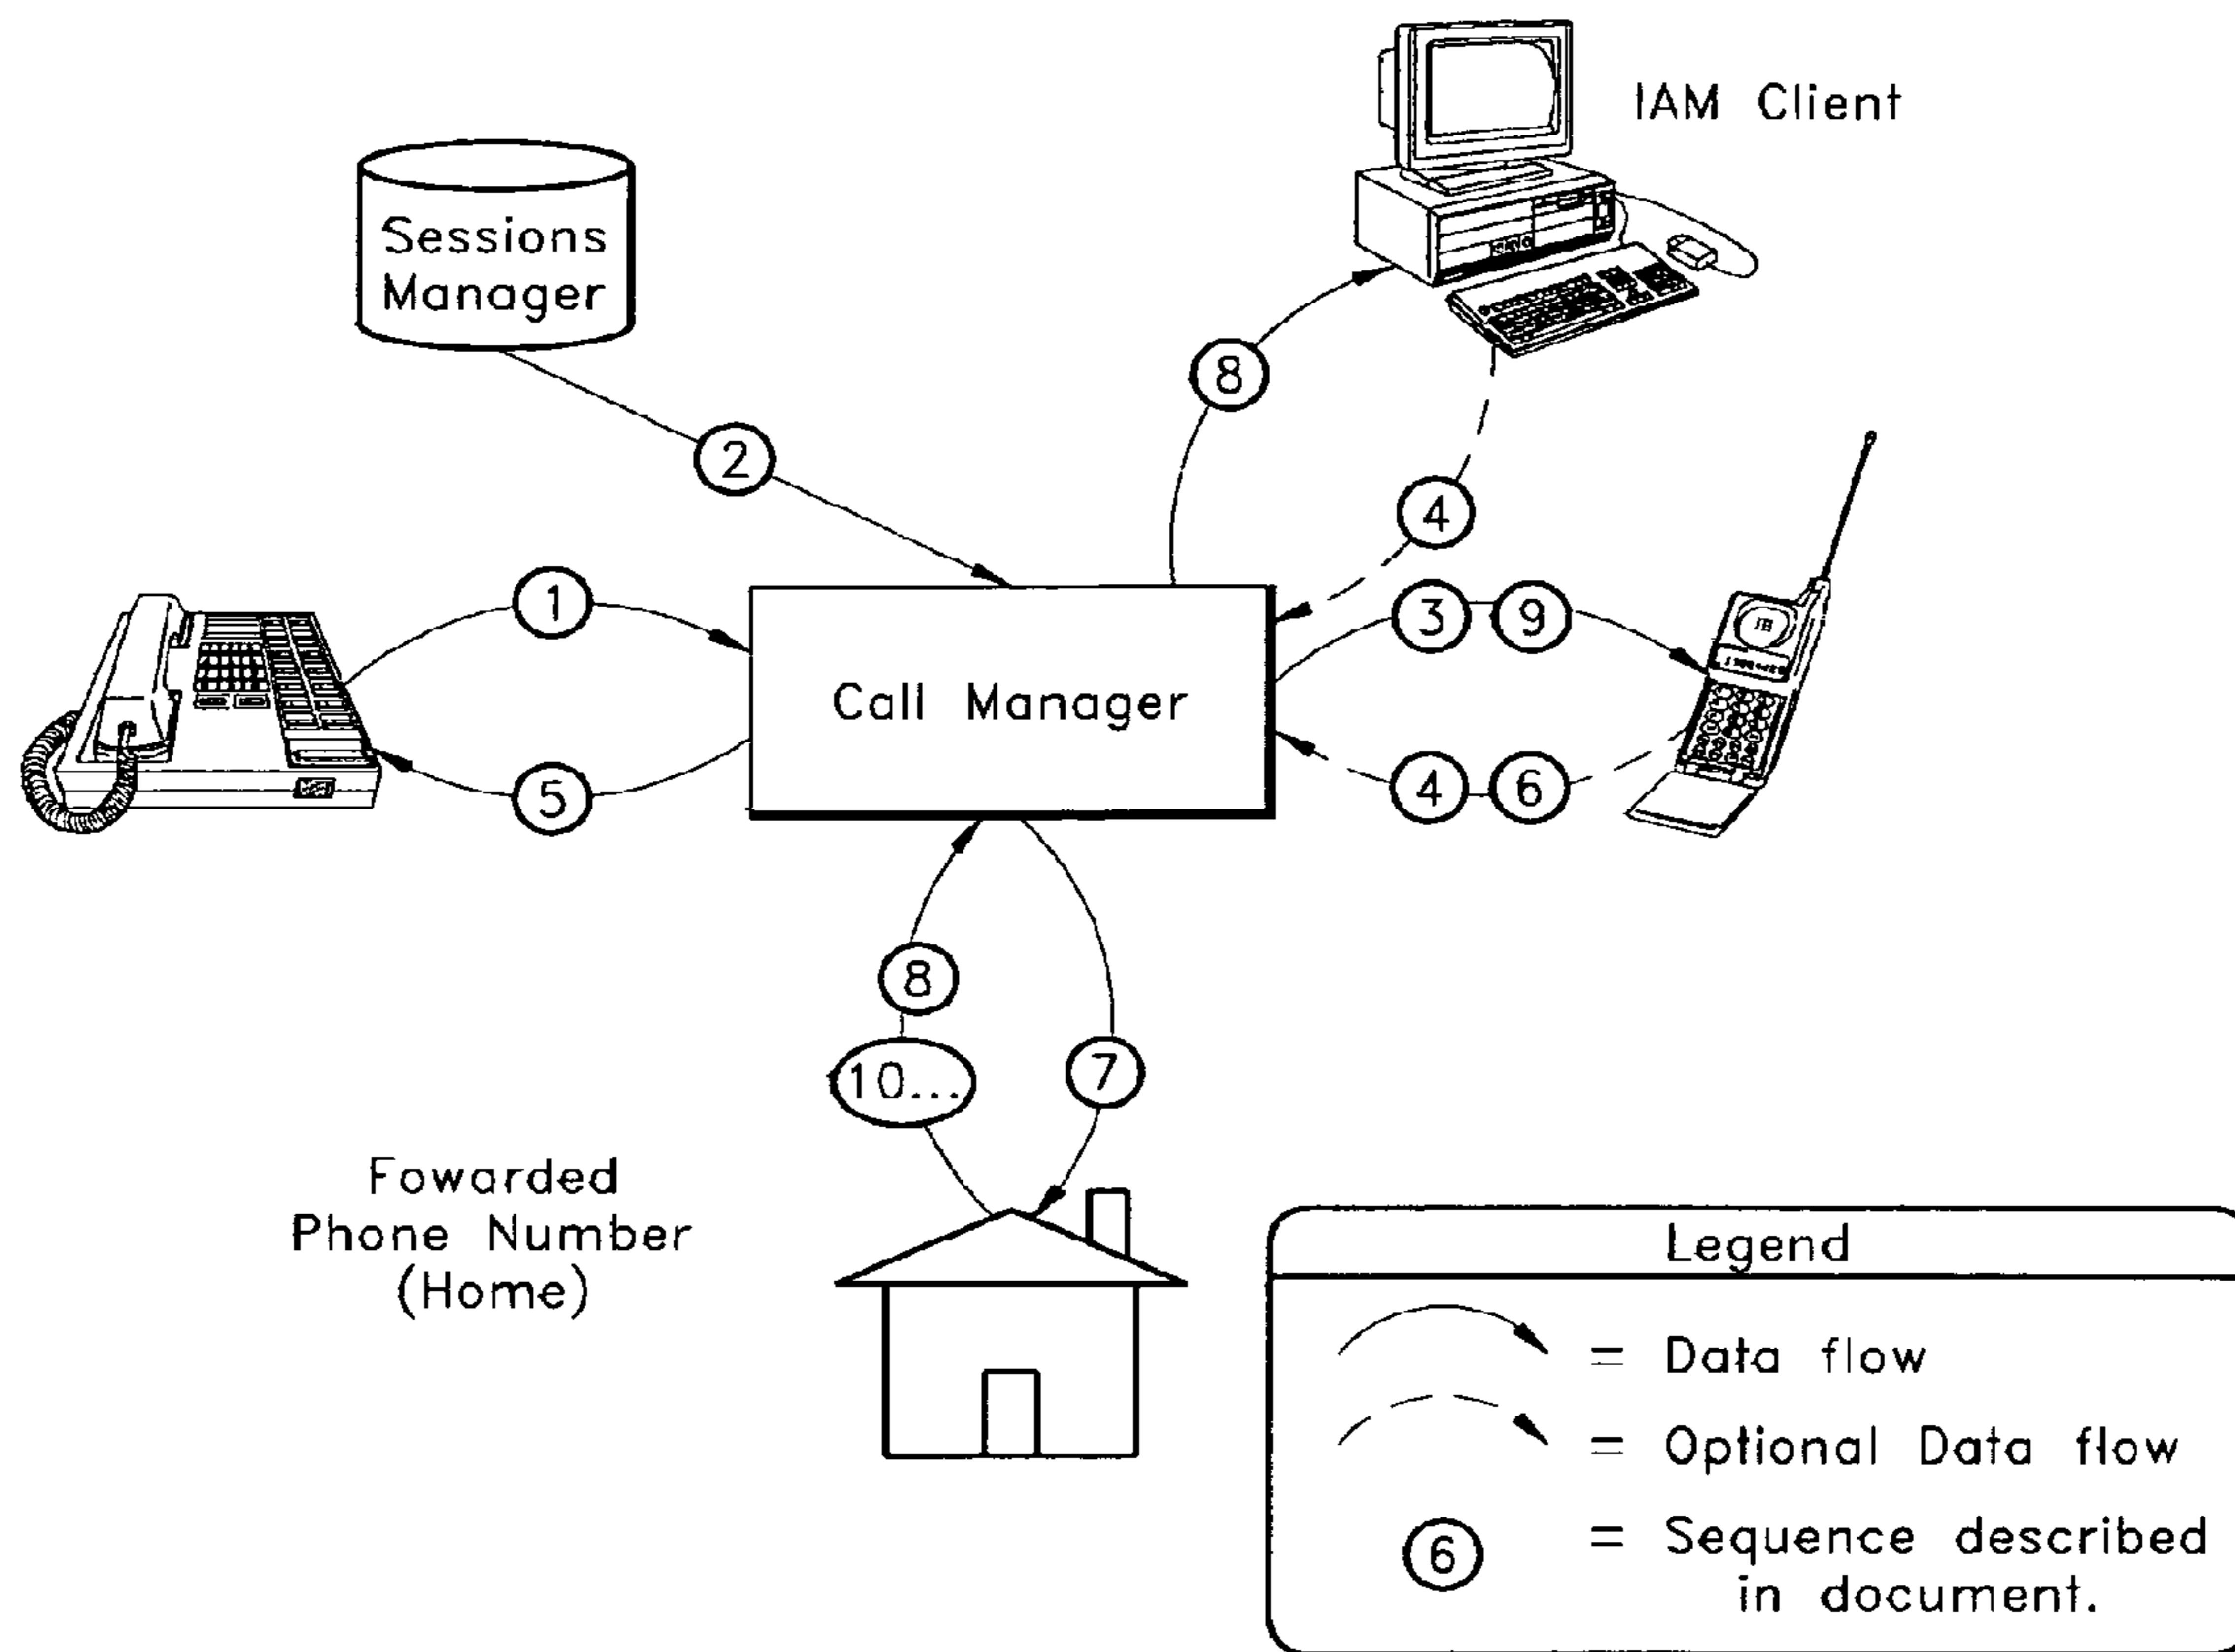 IAM Client
Sessions
Manager
8
2
4
1
3
9
Call Manager
5
4
6
8
10...
7
Fowarded
Phone Number
(Home)
Legend
= Data flow
= Optional Data flow
6 = Sequence described
in document.